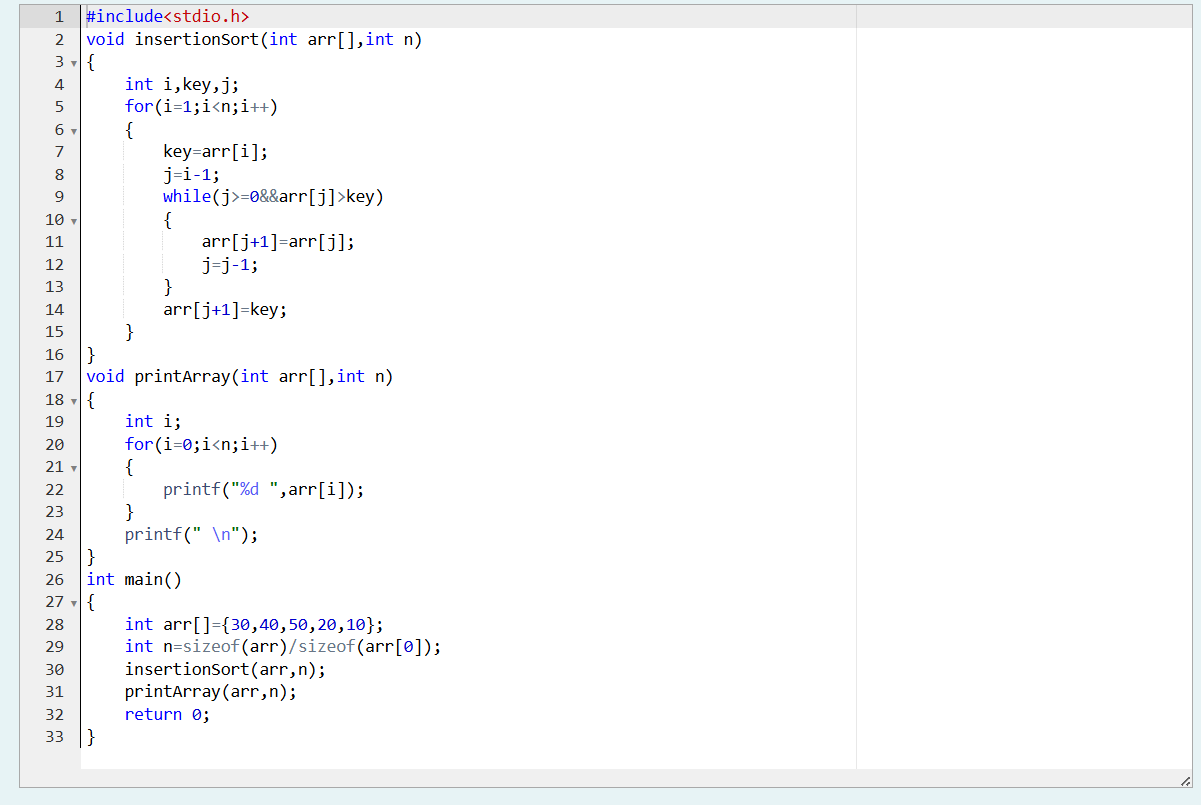 1 #include<stdio.h>
2 void insertionSort(int arr[],int n)
3 {
4     int i,key,j;
5     for(i=1;i<n;i++)
6     {
7         key=arr[i];
8         j=i-1;
9         while(j>=0&&arr[j]>key)
10         {
11             arr[j+1]=arr[j];
12             j=j-1;
13         }
14         arr[j+1]=key;
15     }
16 }
17 void printArray(int arr[],int n)
18 {
19     int i;
20     for(i=0;i<n;i++)
21     {
22         printf("%d ",arr[i]);
23     }
24     printf(" \n");
25 }
26 int main()
27 {
28     int arr[]={30,40,50,20,10};
29     int n=sizeof(arr)/sizeof(arr[0]);
30     insertionSort(arr,n);
31     printArray(arr,n);
32     return 0;
33 }